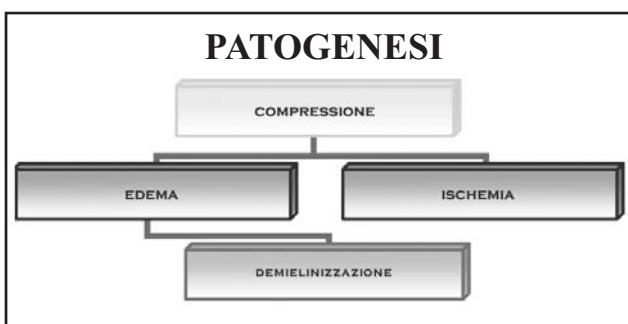 PATOGENESI
COMPRESSIONE
EDEMA
ISCHEMIA
DEMIELINIZZAZIONE